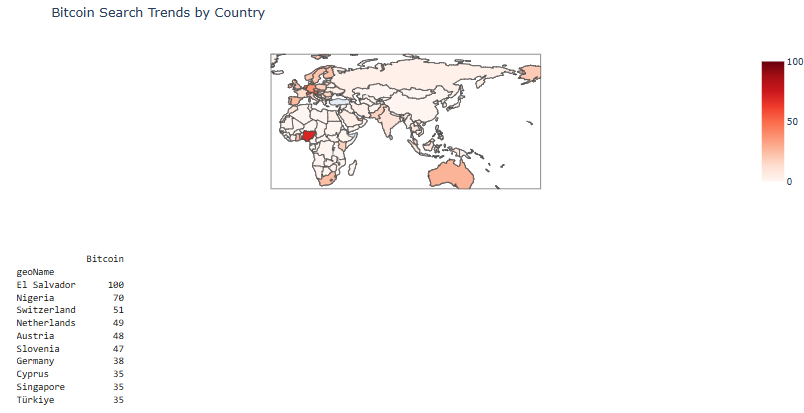 Bitcoin Search Trends by Country
100
50
0
Bitcoin
geoName
El Salvador 100
Nigeria 70
Switzerland 51
Netherlands 49
Austria 48
Slovenia 47
Germany 38
Cyprus 35
Singapore 35
Türkiye 35